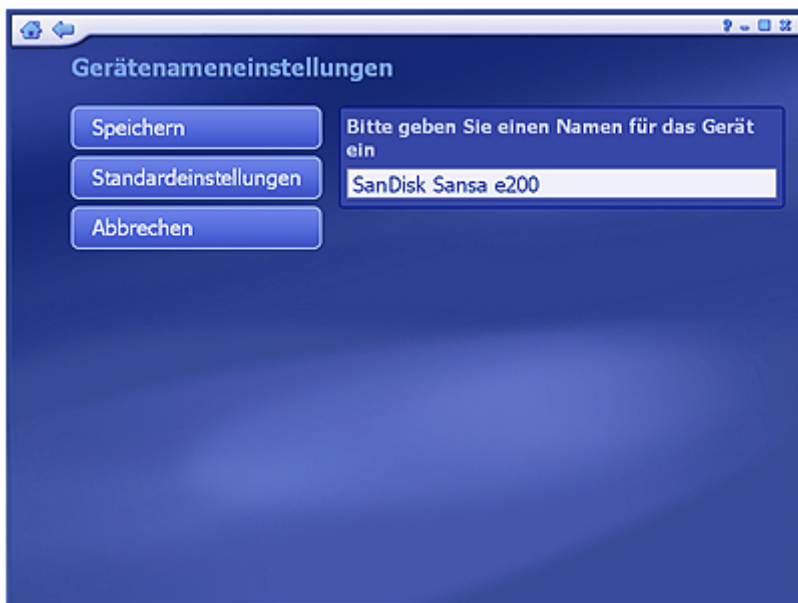 Gerätenameneinstellungen
Speichern
Standardeinstellungen
Abbrechen
Bitte geben Sie einen Namen für das Gerät
ein
SanDisk Sansa e200